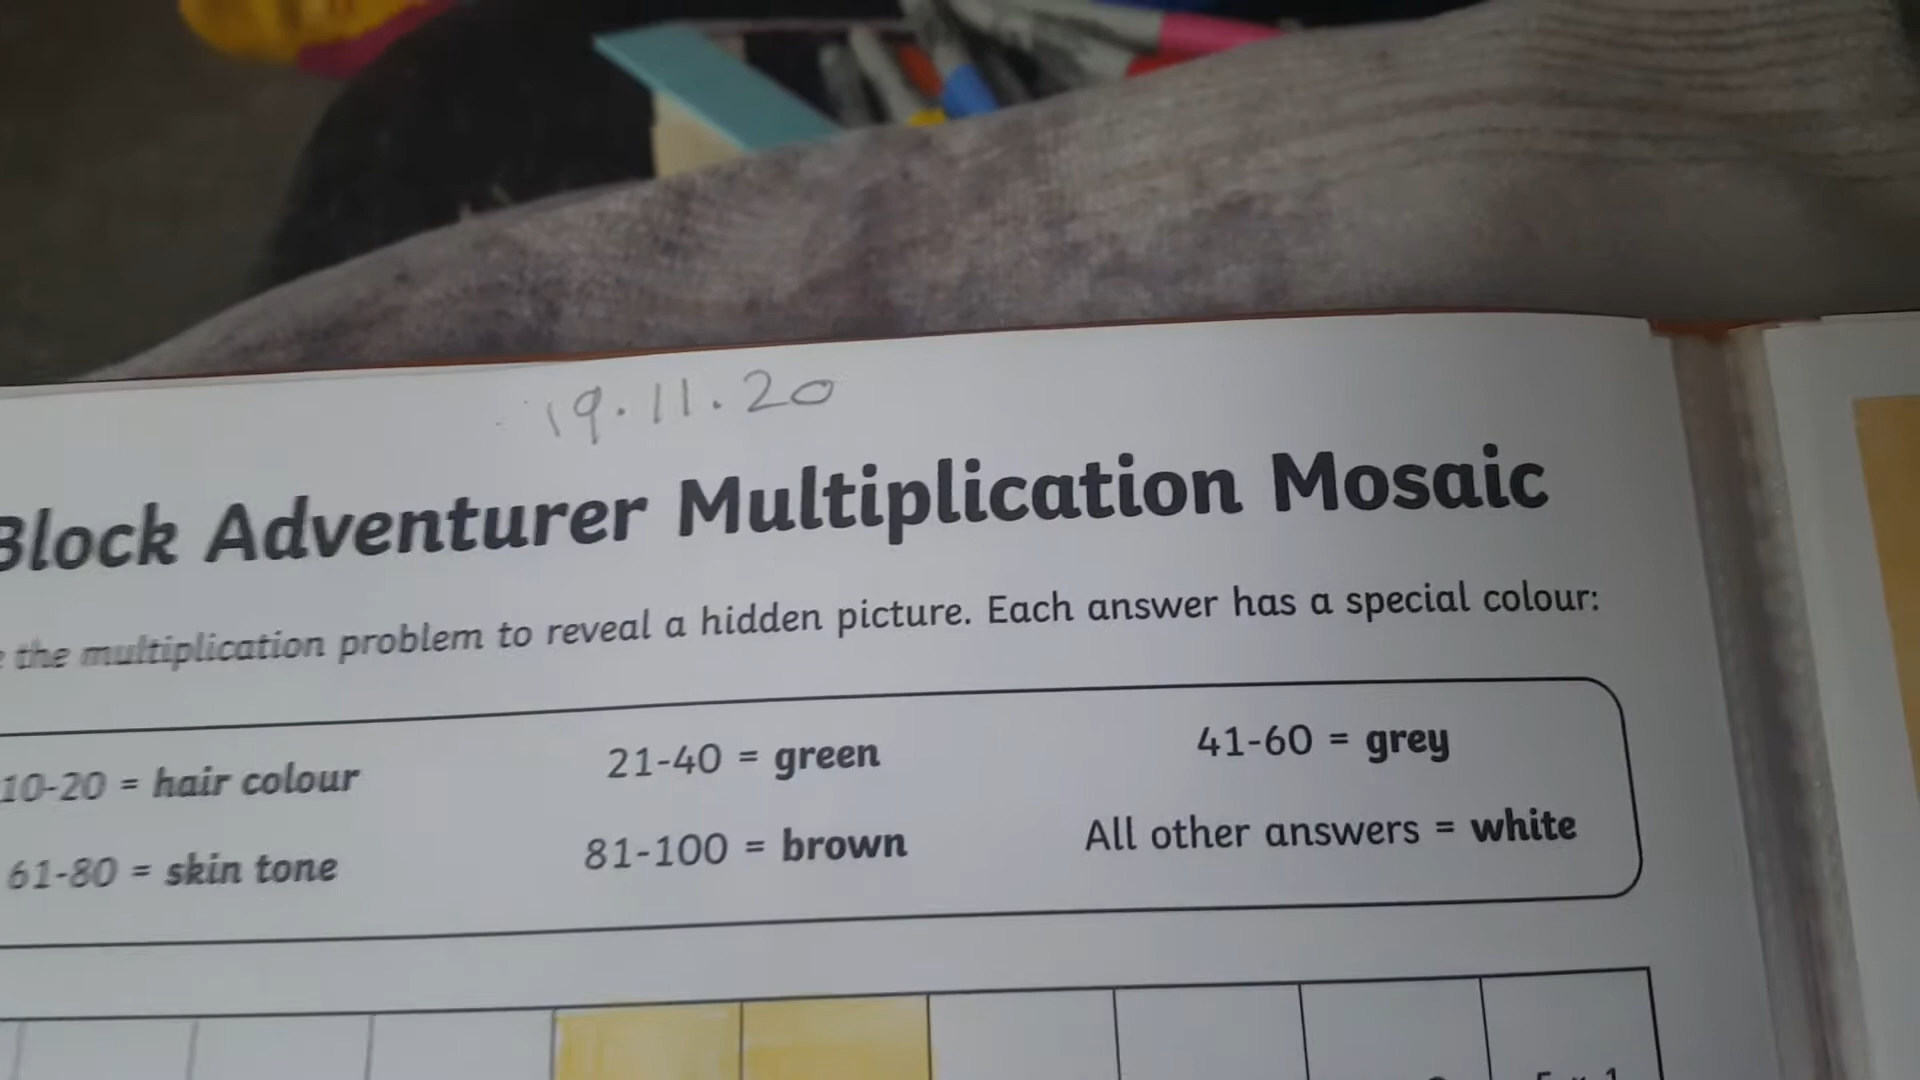 19.11.20
Block Adventurer Multiplication Mosaic
the multiplication problem to reveal a hidden picture. Each answer has a special colour:
10-20 = hair colour 21-40 = green 41-60 = grey
61-80 = skin tone 81-100 = brown All other answers = white